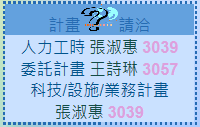 計畫 請洽
人力工時 張淑惠 3039
委託計畫 王詩琳 3057
科技/設施/業務計畫
張淑惠 3039